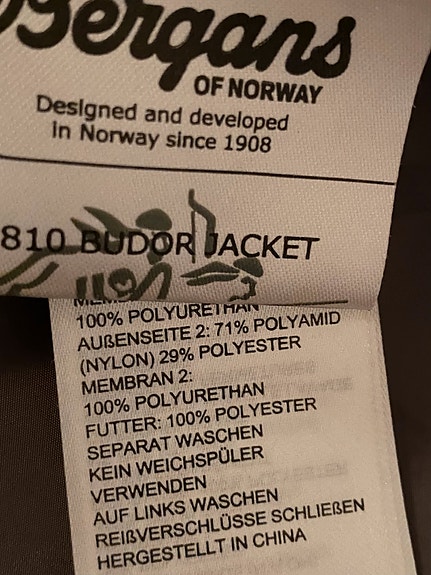 Bergans
OF NORWAY
Designed and developed
in Norway since 1908
810 BUDOR JACKET
100% POLYURETHAN
AUßENSEITE 2: 71% POLYAMID
(NYLON) 29% POLYESTER
MEMBRAN 2:
100% POLYURETHAN
FUTTER: 100% POLYESTER
SEPARAT WASCHEN
KEIN WEICHSPÜLER
VERWENDEN
AUF LINKS WASCHEN
REIßVERSCHLÜSSE SCHLIEßEN
HERGESTELLT IN CHINA